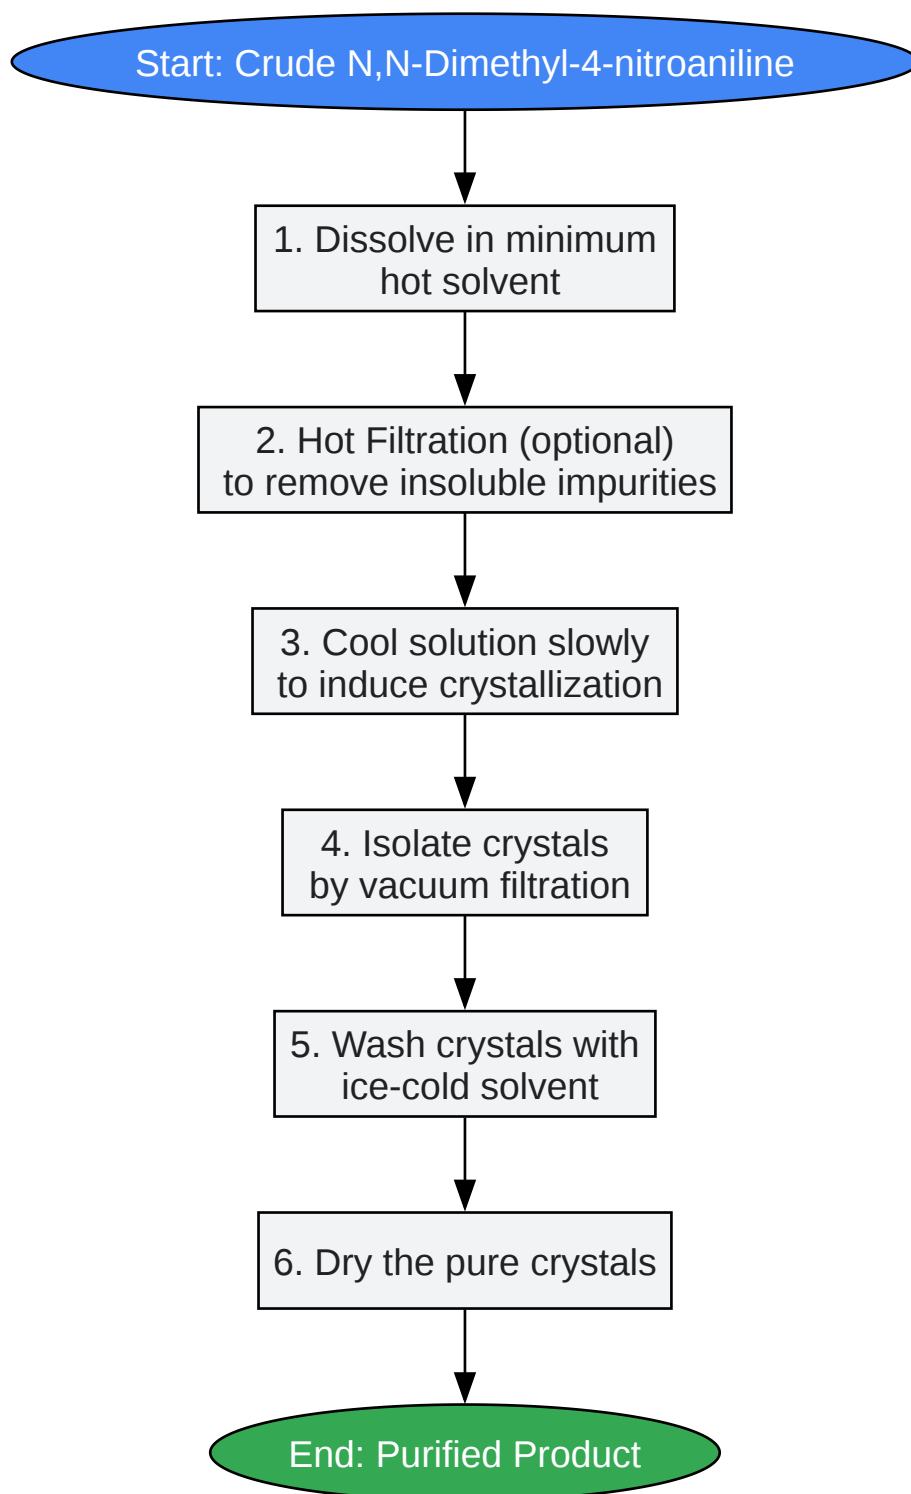 Start: Crude N,N-Dimethyl-4-nitroaniline
1. Dissolve in minimum
hot solvent
2. Hot Filtration (optional)
to remove insoluble impurities
3. Cool solution slowly
to induce crystallization
4. Isolate crystals
by vacuum filtration
5. Wash crystals with
ice-cold solvent
6. Dry the pure crystals
End: Purified Product